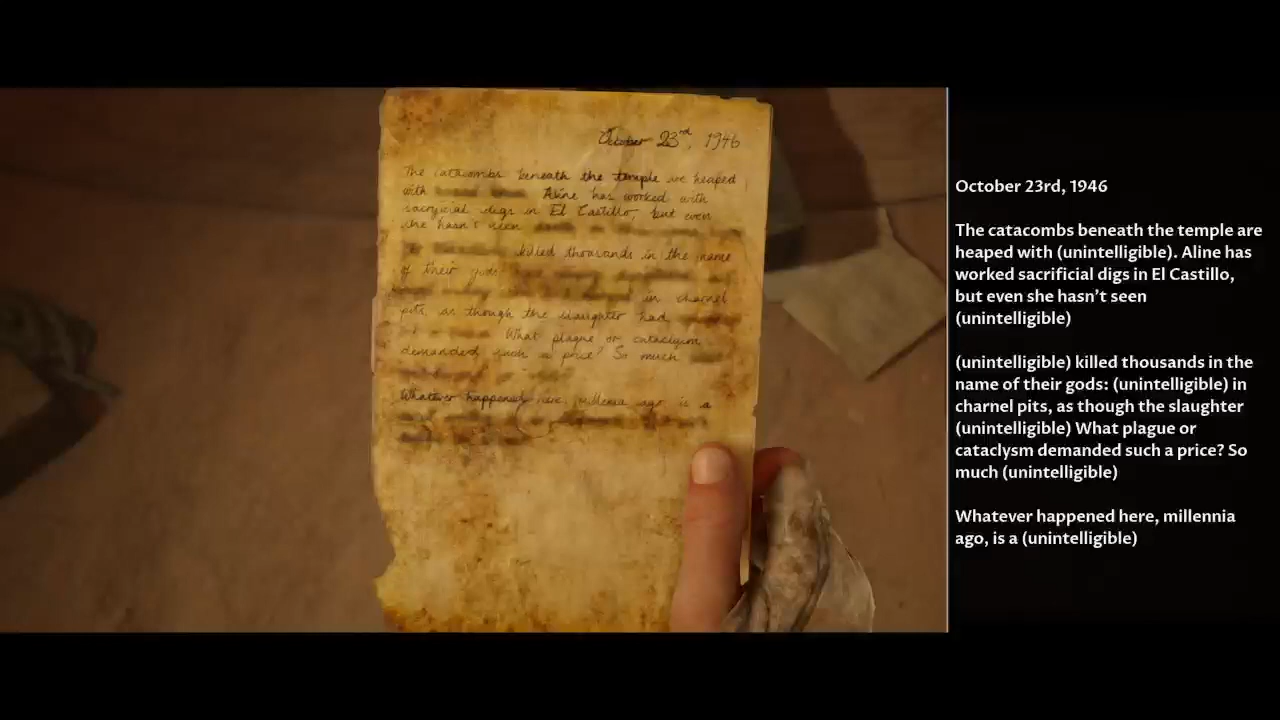 October 23rd, 1946
The catacombs beneath the temple are heaped
with
Aline has worked with
sacrificial digs in El Castillo, but even
she hasn't seen
killed thousands in the name
of their gods
in charnel
pits, as though the slaughter had
What plague or cataclysm
demanded such a price? So much
Whatever happened here, millennia ago is a
October 23rd, 1946
The catacombs beneath the temple are
heaped with (unintelligible). Aline has
worked sacrificial digs in El Castillo,
but even she hasn't seen
(unintelligible)
(unintelligible) killed thousands in the
name of their gods: (unintelligible) in
charnel pits, as though the slaughter
(unintelligible) What plague or
cataclysm demanded such a price? So
much (unintelligible)
Whatever happened here, millennia
ago, is a (unintelligible)